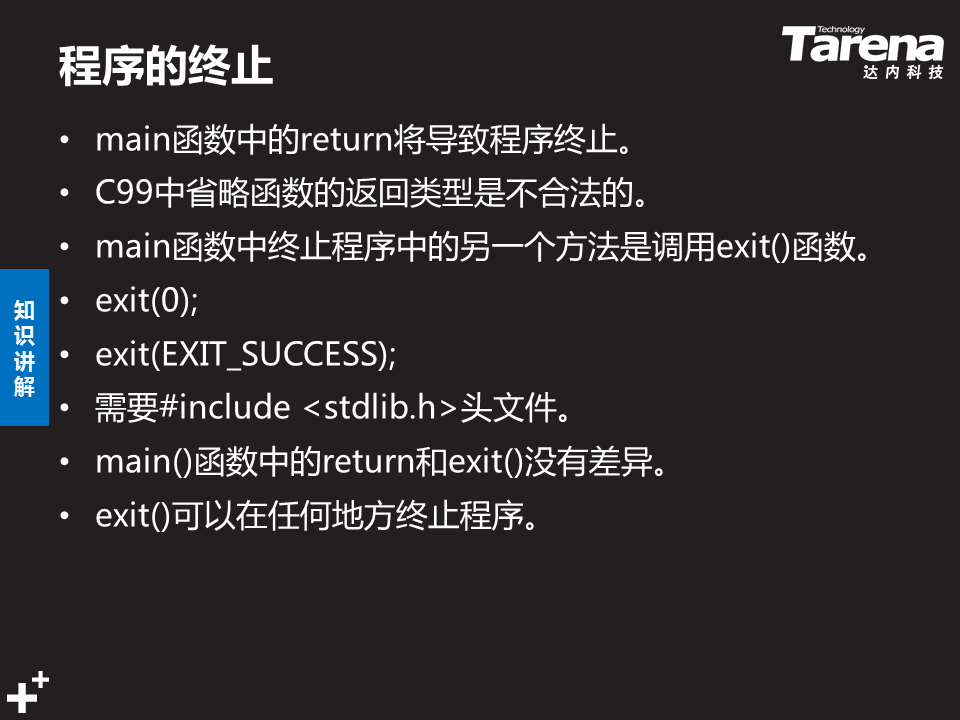 程序的终止
Technology
Tarena
达内科技
• main函数中的return将导致程序终止。
• C99中省略函数的返回类型是不合法的。
• main函数中终止程序中的另一个方法是调用exit()函数。
• exit(0);
• exit(EXIT_SUCCESS);
• 需要#include <stdlib.h>头文件。
• main()函数中的return和exit()没有差异。
• exit()可以在任何地方终止程序。
知
识
讲
解